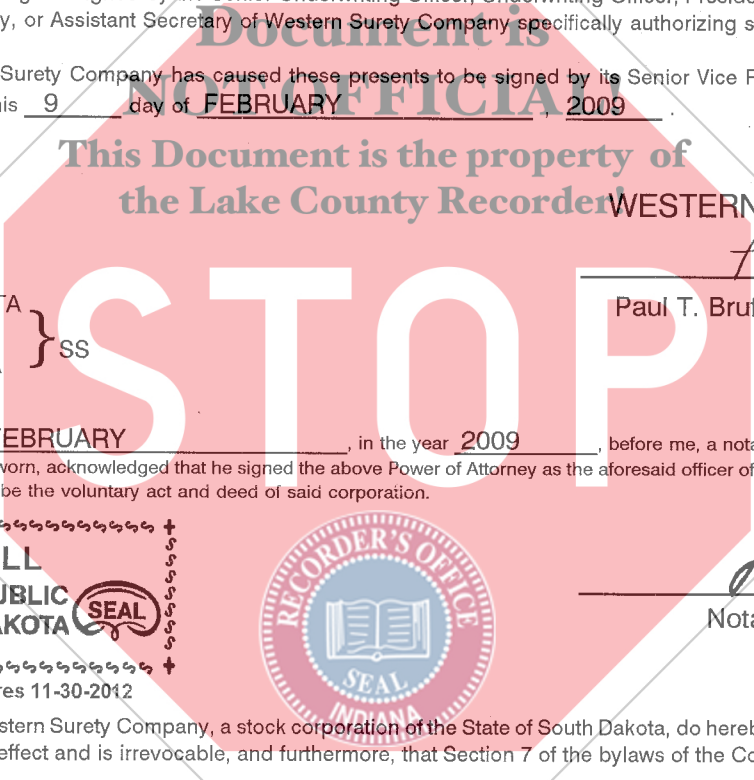 y, or Assistant Secretary of Western Surety Company specifically authorizing s
Document is
Surety Company has caused these presents to be signed by its Senior Vice P
NOT OFFICIAL!
his 9 day of FEBRUARY , 2009 .
This Document is the property of
the Lake County Recorder!
WESTERN
Paul T. Bruf
TA
} SS
STOP
FEBRUARY , in the year 2009 , before me, a nota
worn, acknowledged that he signed the above Power of Attorney as the aforesaid officer of
be the voluntary act and deed of said corporation.
LL
UBLIC
SEAL
AKOTA
RECORDER'S OFFICE
SEAL
INDIANA
Nota
res 11-30-2012
stern Surety Company, a stock corporation of the State of South Dakota, do hereb
effect and is irrevocable, and furthermore, that Section 7 of the bylaws of the Co